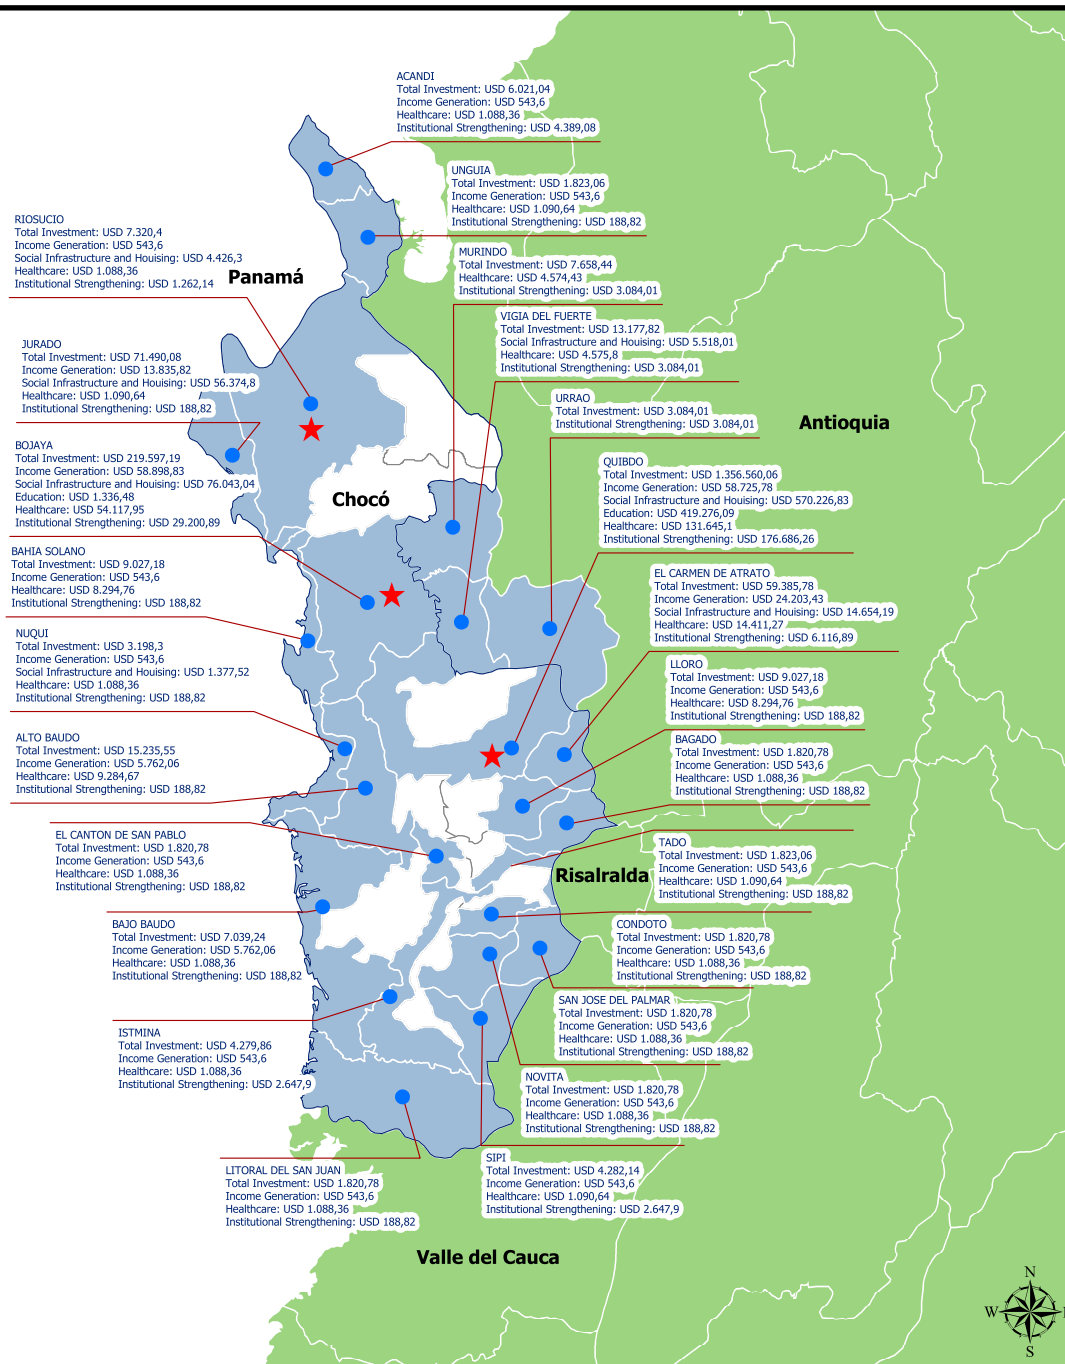 ACANDI
Total Investment: USD 6.021,04
Income Generation: USD 543,6
Healthcare: USD 1.088,36
Institutional Strengthening: USD 4.389,08
UNGUIA
Total Investment: USD 1.823,06
Income Generation: USD 543,6
Healthcare: USD 1.090,64
Institutional Strengthening: USD 188,82
RIOSUCIO
Total Investment: USD 7.320,4
Income Generation: USD 543,6
Social Infrastructure and Houising: USD 4.426,3
Healthcare: USD 1.088,36
Institutional Strengthening: USD 1.262,14
Panamá
MURINDO
Total Investment: USD 7.658,44
Healthcare: USD 4.574,43
Institutional Strengthening: USD 3.084,01
VIGIA DEL FUERTE
Total Investment: USD 13.177,82
Social Infrastructure and Houising: USD 5.518,01
Healthcare: USD 4.575,8
Institutional Strengthening: USD 3.084,01
JURADO
Total Investment: USD 71.490,08
Income Generation: USD 13.835,82
Social Infrastructure and Houising: USD 56.374,8
Healthcare: USD 1.090,64
Institutional Strengthening: USD 188,82
URRAO
Total Investment: USD 3.084,01
Institutional Strengthening: USD 3.084,01
Antioquia
BOJAYA
Total Investment: USD 219.597,19
Income Generation: USD 58.898,83
Social Infrastructure and Houising: USD 76.043,04
Education: USD 1.336,48
Healthcare: USD 54.117,95
Institutional Strengthening: USD 29.200,89
Chocó
QUIBDO
Total Investment: USD 1.356.560,06
Income Generation: USD 58.725,78
Social Infrastructure and Houising: USD 570.226,83
Education: USD 419.276,09
Healthcare: USD 131.645,1
Institutional Strengthening: USD 176.686,26
BAHIA SOLANO
Total Investment: USD 9.027,18
Income Generation: USD 543,6
Healthcare: USD 8.294,76
Institutional Strengthening: USD 188,82
EL CARMEN DE ATRATO
Total Investment: USD 59.385,78
Income Generation: USD 24.203,43
Social Infrastructure and Houising: USD 14.654,19
Healthcare: USD 14.411,27
Institutional Strengthening: USD 6.116,89
NUQUI
Total Investment: USD 3.198,3
Income Generation: USD 543,6
Social Infrastructure and Houising: USD 1.377,52
Healthcare: USD 1.088,36
Institutional Strengthening: USD 188,82
LLORO
Total Investment: USD 9.027,18
Income Generation: USD 543,6
Healthcare: USD 8.294,76
Institutional Strengthening: USD 188,82
ALTO BAUDO
Total Investment: USD 15.235,55
Income Generation: USD 5.762,06
Healthcare: USD 9.284,67
Institutional Strengthening: USD 188,82
BAGADO
Total Investment: USD 1.820,78
Income Generation: USD 543,6
Healthcare: USD 1.088,36
Institutional Strengthening: USD 188,82
EL CANTON DE SAN PABLO
Total Investment: USD 1.820,78
Income Generation: USD 543,6
Healthcare: USD 1.088,36
Institutional Strengthening: USD 188,82
TADO
Total Investment: USD 1.823,06
Income Generation: USD 543,6
Healthcare: USD 1.090,64
Institutional Strengthening: USD 188,82
Risalralda
BAJO BAUDO
Total Investment: USD 7.039,24
Income Generation: USD 5.762,06
Healthcare: USD 1.088,36
Institutional Strengthening: USD 188,82
CONDOTO
Total Investment: USD 1.820,78
Income Generation: USD 543,6
Healthcare: USD 1.088,36
Institutional Strengthening: USD 188,82
SAN JOSE DEL PALMAR
Total Investment: USD 1.820,78
Income Generation: USD 543,6
Healthcare: USD 1.088,36
Institutional Strengthening: USD 188,82
ISTMINA
Total Investment: USD 4.279,86
Income Generation: USD 543,6
Healthcare: USD 1.088,36
Institutional Strengthening: USD 2.647,9
NOVITA
Total Investment: USD 1.820,78
Income Generation: USD 543,6
Healthcare: USD 1.088,36
Institutional Strengthening: USD 188,82
SIPI
Total Investment: USD 4.282,14
Income Generation: USD 543,6
Healthcare: USD 1.090,64
Institutional Strengthening: USD 2.647,9
LITORAL DEL SAN JUAN
Total Investment: USD 1.820,78
Income Generation: USD 543,6
Healthcare: USD 1.088,36
Institutional Strengthening: USD 188,82
Valle del Cauca
N
W
S